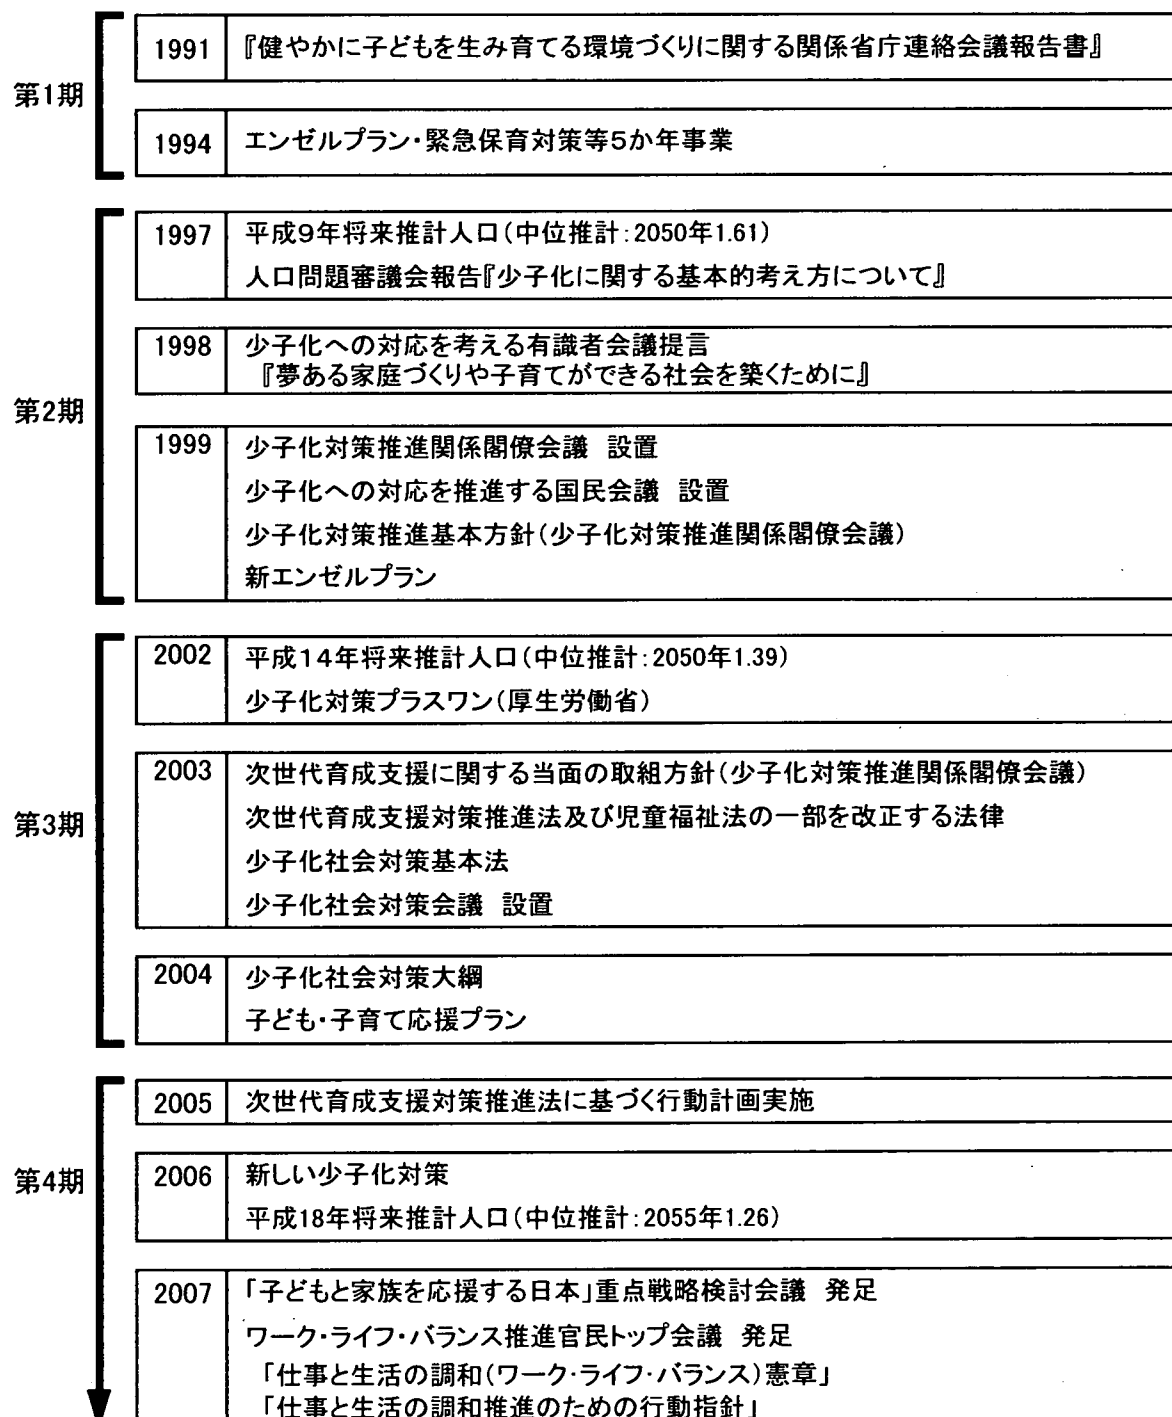 第1期
1991 『健やかに子どもを生み育てる環境づくりに関する関係省庁連絡会議報告書』
1994 エンゼルプラン・緊急保育対策等5か年事業
第2期
1997 平成9年将来推計人口(中位推計:2050年1.61)
人口問題審議会報告『少子化に関する基本的考え方について』
1998 少子化への対応を考える有識者会議提言
『夢ある家庭づくりや子育てができる社会を築くために』
1999 少子化対策推進関係閣僚会議 設置
少子化への対応を推進する国民会議 設置
少子化対策推進基本方針(少子化対策推進関係閣僚会議)
新エンゼルプラン
第3期
2002 平成14年将来推計人口(中位推計:2050年1.39)
少子化対策プラスワン(厚生労働省)
2003 次世代育成支援に関する当面の取組方針(少子化対策推進関係閣僚会議)
次世代育成支援対策推進法及び児童福祉法の一部を改正する法律
少子化社会対策基本法
少子化社会対策会議 設置
2004 少子化社会対策大綱
子ども・子育て応援プラン
第4期
2005 次世代育成支援対策推進法に基づく行動計画実施
2006 新しい少子化対策
平成18年将来推計人口(中位推計:2055年1.26)
2007 「子どもと家族を応援する日本」重点戦略検討会議 発足
ワーク・ライフ・バランス推進官民トップ会議 発足
「仕事と生活の調和(ワーク・ライフ・バランス)憲章」
「仕事と生活の調和推進のための行動指針」